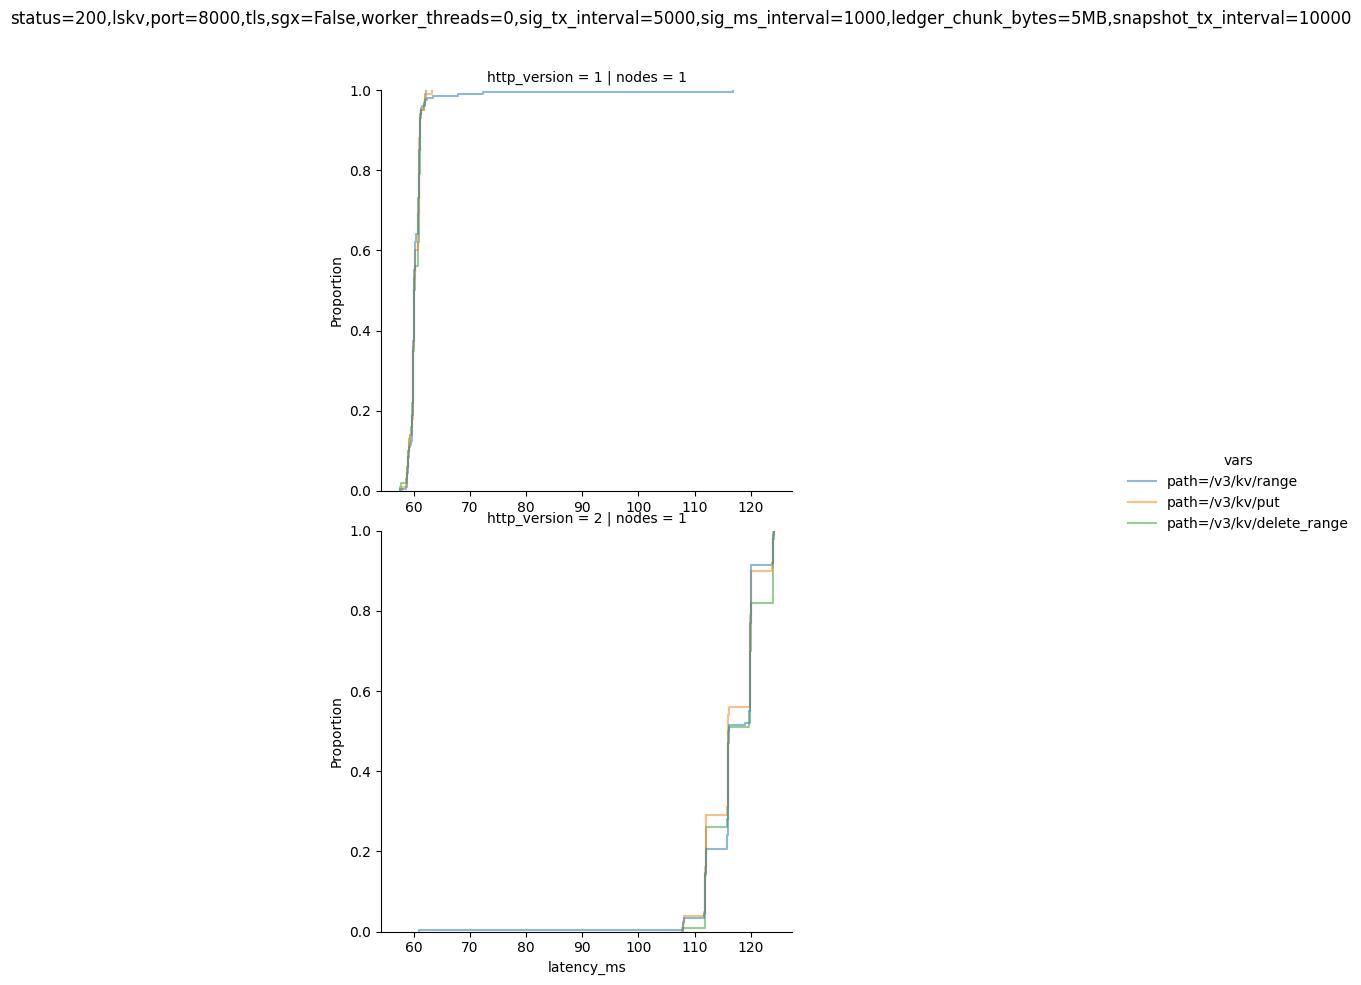 status=200,lskv,port=8000,tls,sgx=False,worker_threads=0,sig_tx_interval=5000,sig_ms_interval=1000,ledger_chunk_bytes=5MB,snapshot_tx_interval=10000
http_version = 1 | nodes = 1
1.0
0.8
0.6
0.4
0.2
0.0
Proportion
60 70 80 90 100 110 120
http_version = 2 | nodes = 1
1.0
0.8
0.6
0.4
0.2
0.0
Proportion
60 70 80 90 100 110 120
latency_ms
vars
path=/v3/kv/range
path=/v3/kv/put
path=/v3/kv/delete_range